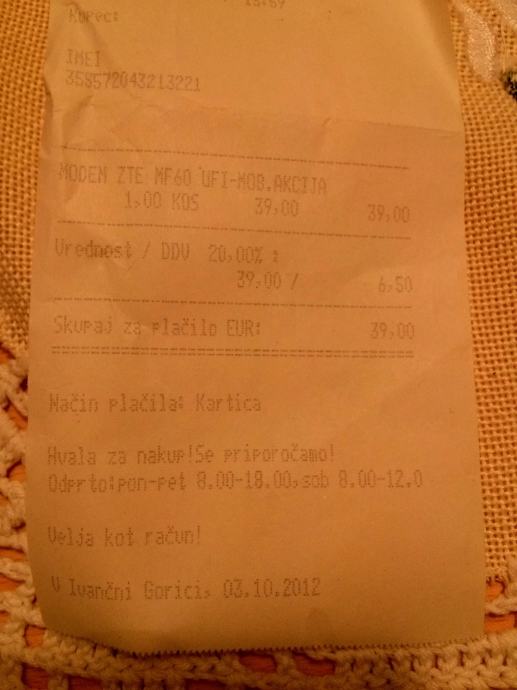 15:59
Kupec:
IMEI
358572043213221
MODEM ZTE MF60 UFI-MOB.AKCIJA
1,00 KOS 39,00 39,00
Vrednost / DDV 20,00% :
39,00 / 6,50
Skupaj za plačilo EUR: 39,00
Način plačila: Kartica
Hvala za nakup!Se priporočamo!
Odprto:pon-pet 8.00-18.00,sob 8.00-12.0
Velja kot račun!
V Ivančni Gorici, 03.10.2012